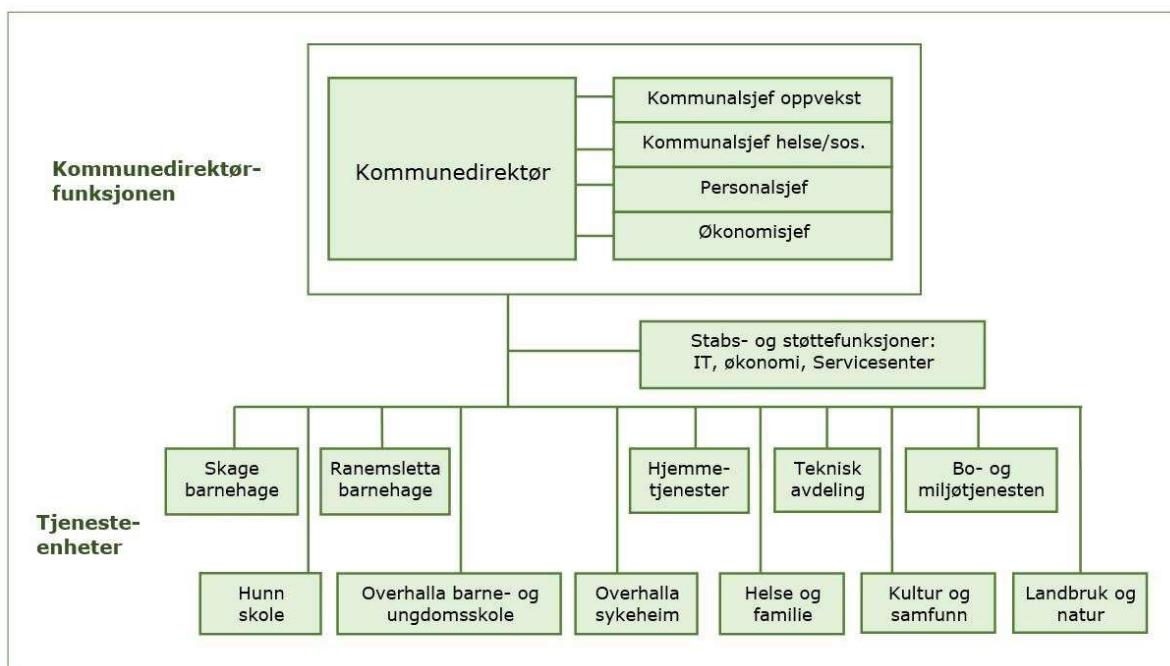 Kommunedirektør-
funksjonen
Kommunedirektør
Kommunalsjef oppvekst
Kommunalsjef helse/sos.
Personalsjef
Økonomisjef
Stabs- og støttefunksjoner:
IT, økonomi, Servicesenter
Tjeneste-
enheter
Skage
barnehage
Ranemsletta
barnehage
Hjemme-
tjenester
Teknisk
avdeling
Bo- og
miljøtjenesten
Hunn
skole
Overhalla barne- og
ungdomsskole
Overhalla
sykeheim
Helse og
familie
Kultur og
samfunn
Landbruk og
natur